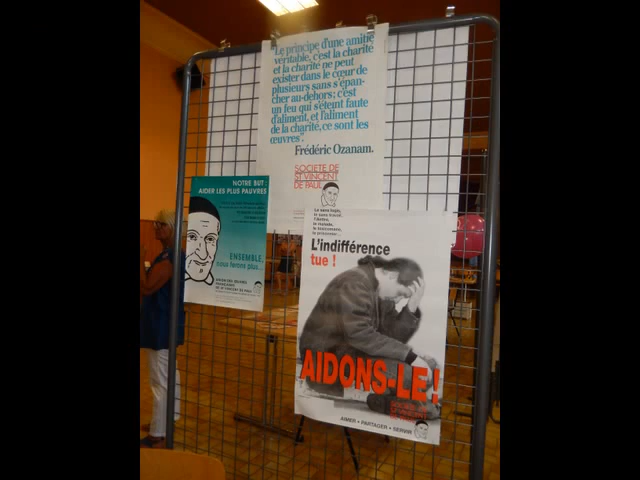 "Le principe d'une amitié
véritable, c'est la charité
et la charité ne peut
exister dans le cœur de
plusieurs sans s'épan-
cher au-dehors: c'est
un feu qui s'éteint faute
d'aliment, et l'aliment
de la charité, ce sont les
œuvres".
Frédéric Ozanam.
SOCIETE DE
ST VINCENT
DE PAUL
NOTRE BUT :
AIDER LES PLUS PAUVRES
ENSEMBLE,
nous ferons plus...
L'indifférence
tue !
AIDONS-LE !
AIMER • PARTAGER • SERVIR